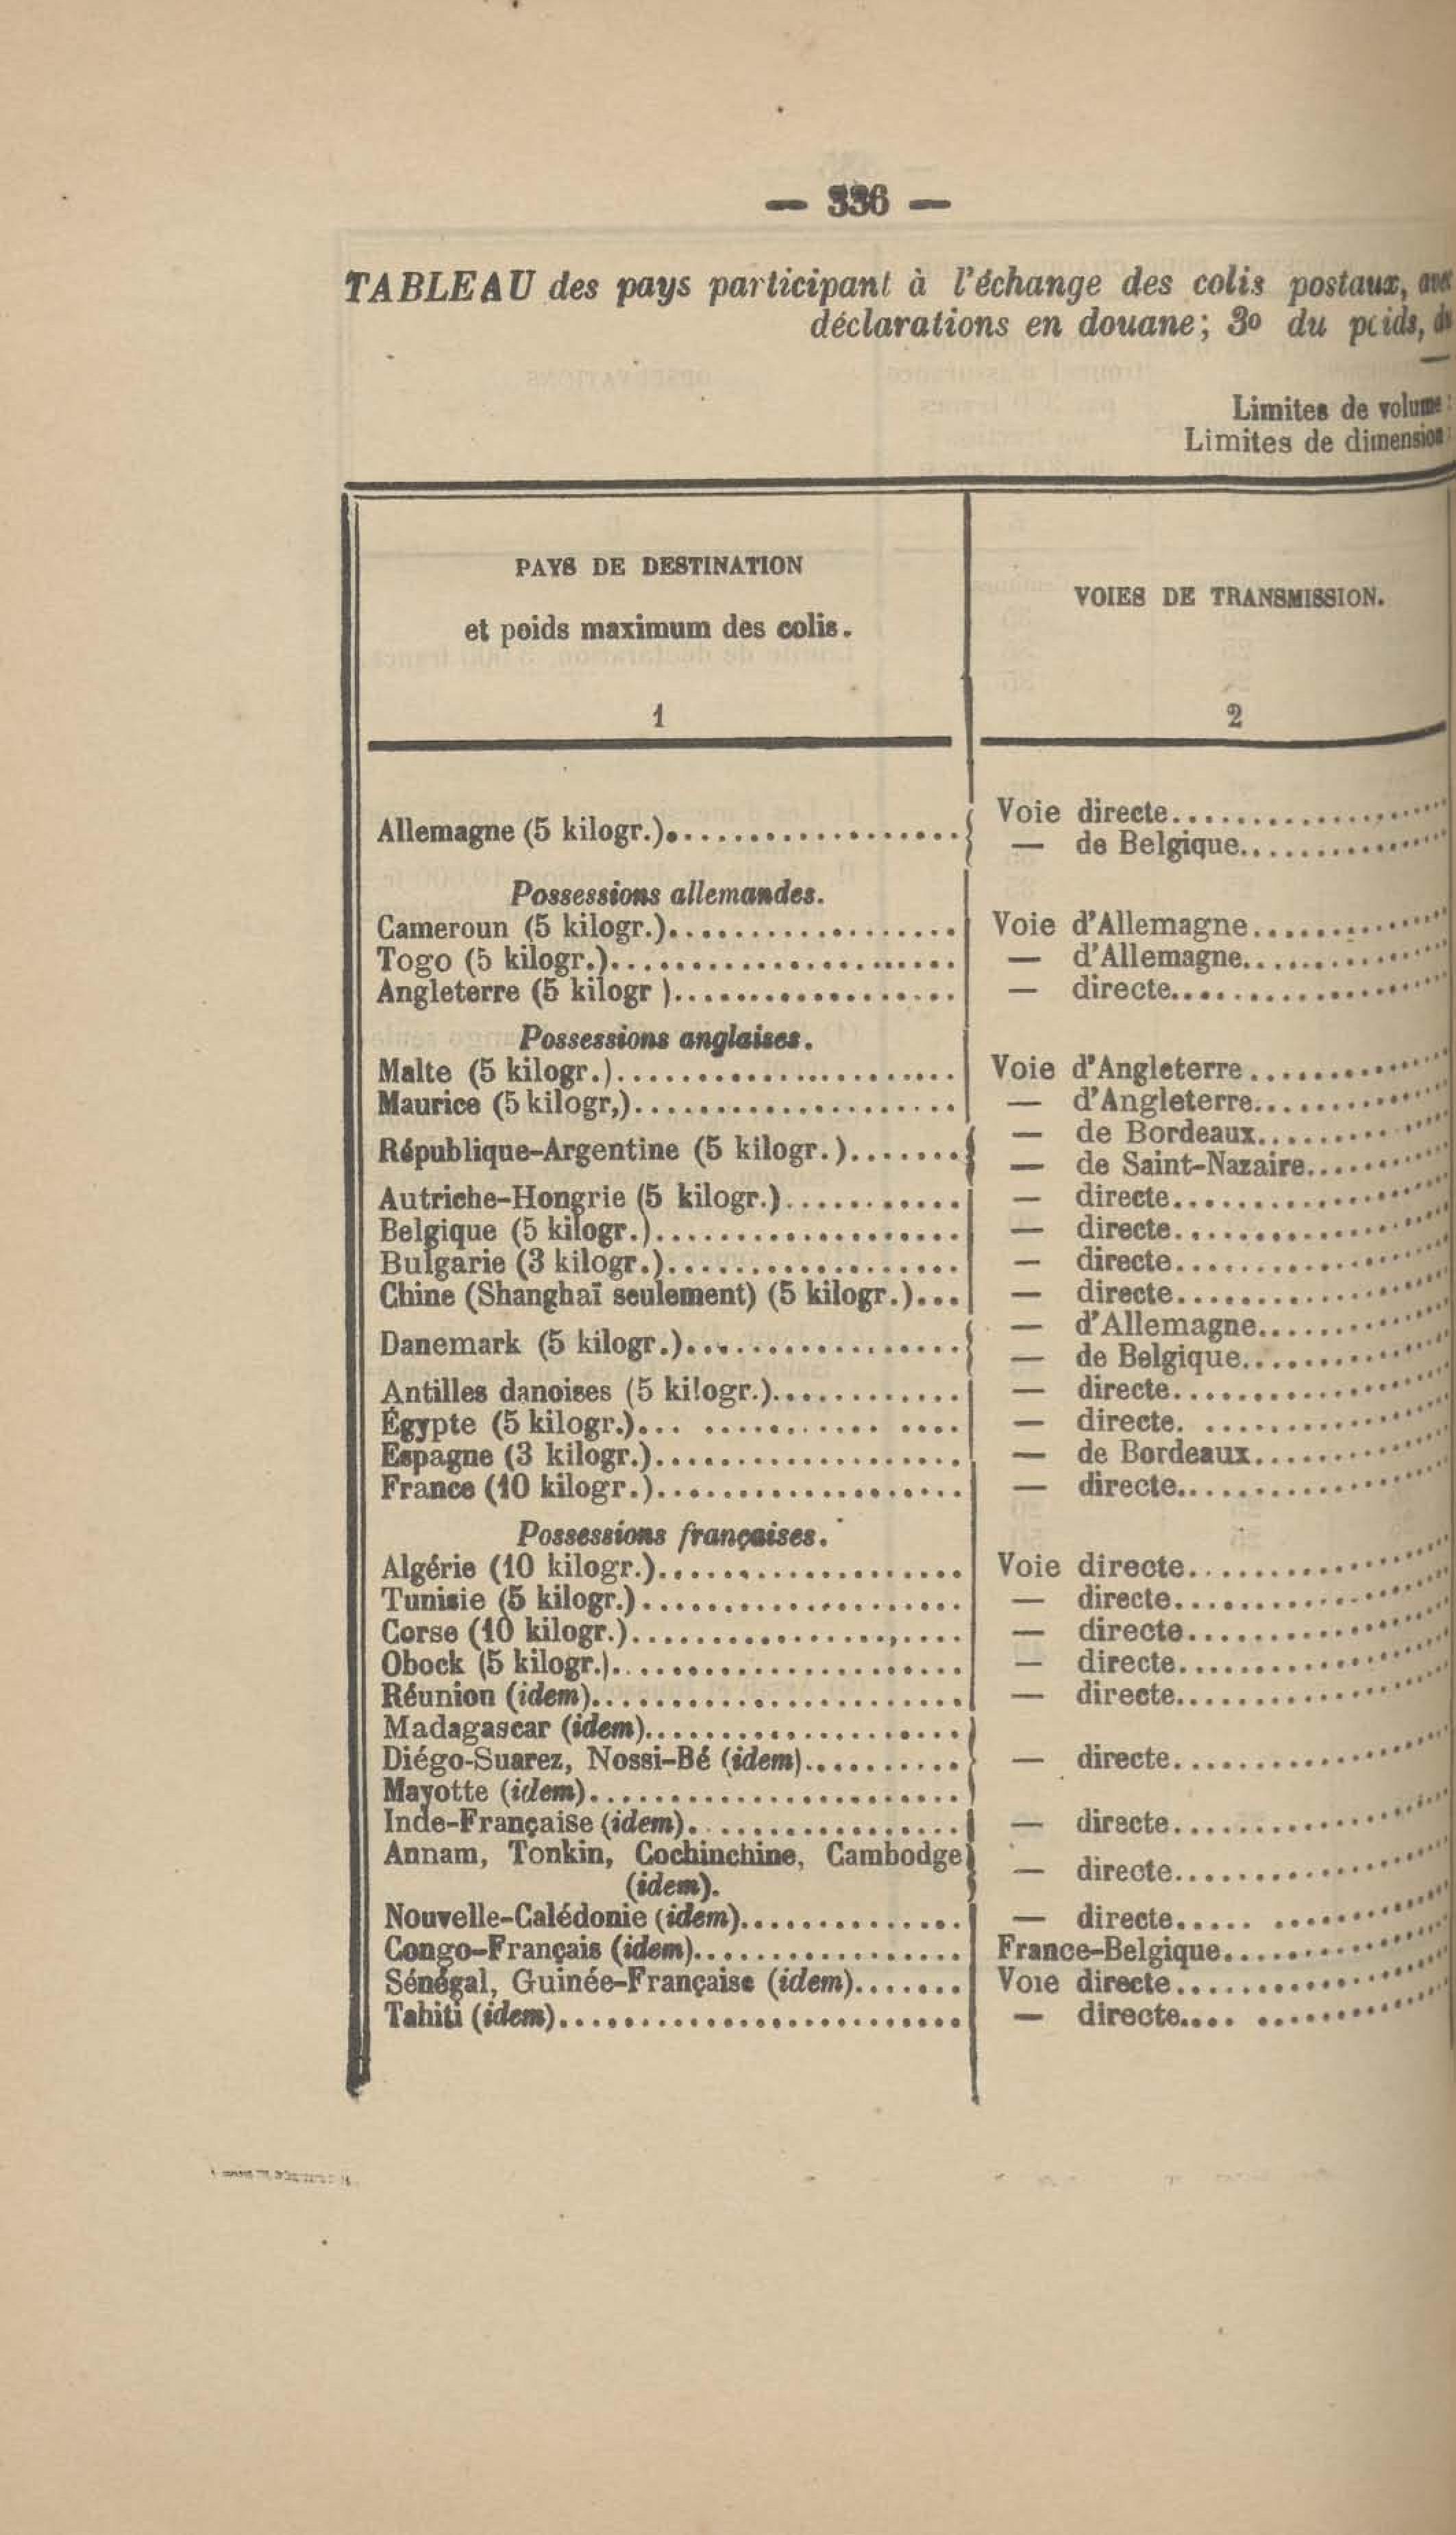 — 336 —
TABLEAU des pays participant à l'échange des colis postaux,
déclarations en douane; 3º du poids,
Limites de volume:
Limites de dimension:
PAYS DE DESTINATION
et poids maximum des colis.
VOIES DE TRANSMISSION.
1
2
Allemagne (5 kilogr.)..................
Voie directe.................
— de Belgique.............
Possessions allemandes.
Cameroun (5 kilogr.).................. Voie d'Allemagne............
Togo (5 kilogr.)...................... — d'Allemagne.............
Angleterre (5 kilogr )................. — directe.................
Possessions anglaises.
Malte (5 kilogr.)..................... Voie d'Angleterre............
Maurice (5 kilogr,).................... — d'Angleterre............
République-Argentine (5 kilogr.).......
— de Bordeaux............
— de Saint-Nazaire.........
Autriche-Hongrie (5 kilogr.)........... — directe.................
Belgique (5 kilogr.)................... — directe.................
Bulgarie (3 kilogr.).................. — directe.................
Chine (Shanghaï seulement) (5 kilogr.)... — directe.................
Danemark (5 kilogr.).................
— d'Allemagne............
— de Belgique.............
Antilles danoises (5 kilogr.)............ — directe.................
Égypte (5 kilogr.)... ........... .... — directe. ...............
Espagne (3 kilogr.)................... — de Bordeaux............
France (10 kilogr.)................... — directe.................
Possessions françaises.
Algérie (10 kilogr.)................... Voie directe................
Tunisie (5 kilogr.).................... — directe.................
Corse (10 kilogr.)..................... — directe................
Obock (5 kilogr.)...................... — directe.................
Réunion (idem)....................... — directe.................
Madagascar (idem)....................
Diégo-Suarez, Nossi-Bé (idem).......... — directe.................
Mayotte (idem).......................
Inde-Française (idem)................. — directe.................
Annam, Tonkin, Cochinchine, Cambodge
(idem).
— directe.................
Nouvelle-Calédonie (idem).............. — directe..... ...........
Congo-Français (idem)................. France-Belgique..............
Sénégal, Guinée-Française (idem)....... Voie directe.................
Tahiti (idem)......................... — directe.... ............